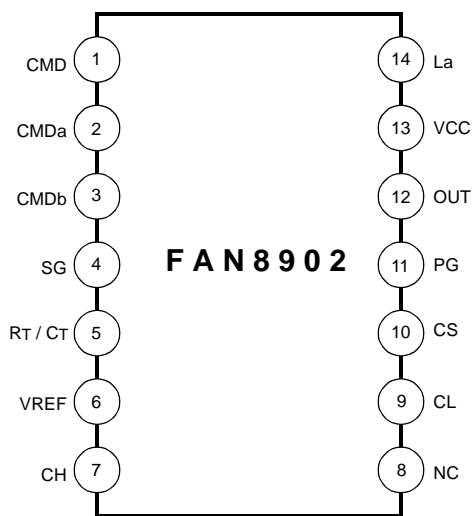 CMD 1 14 La
CMDa 2 13 VCC
CMDb 3 12 OUT
SG 4 FAN8902 11 PG
RT / CT 5 10 CS
VREF 6 9 CL
CH 7 8 NC